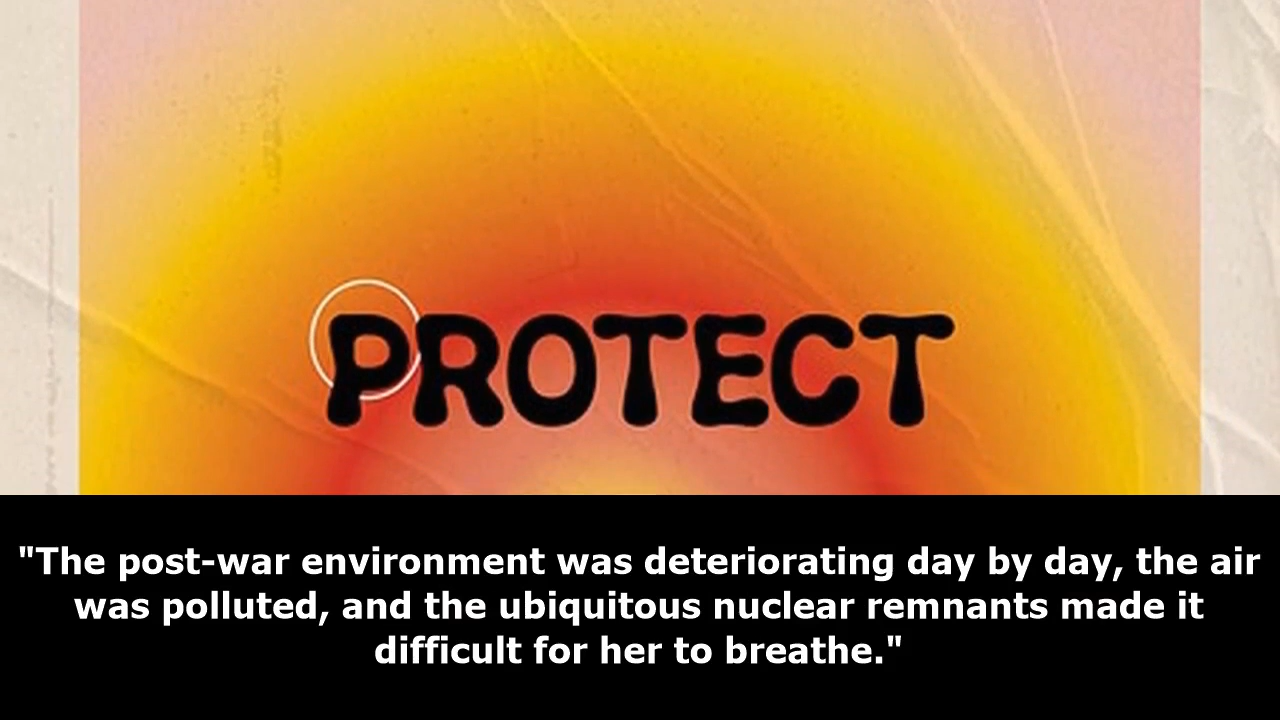 PROTECT
"The post-war environment was deteriorating day by day, the air
was polluted, and the ubiquitous nuclear remnants made it
difficult for her to breathe."